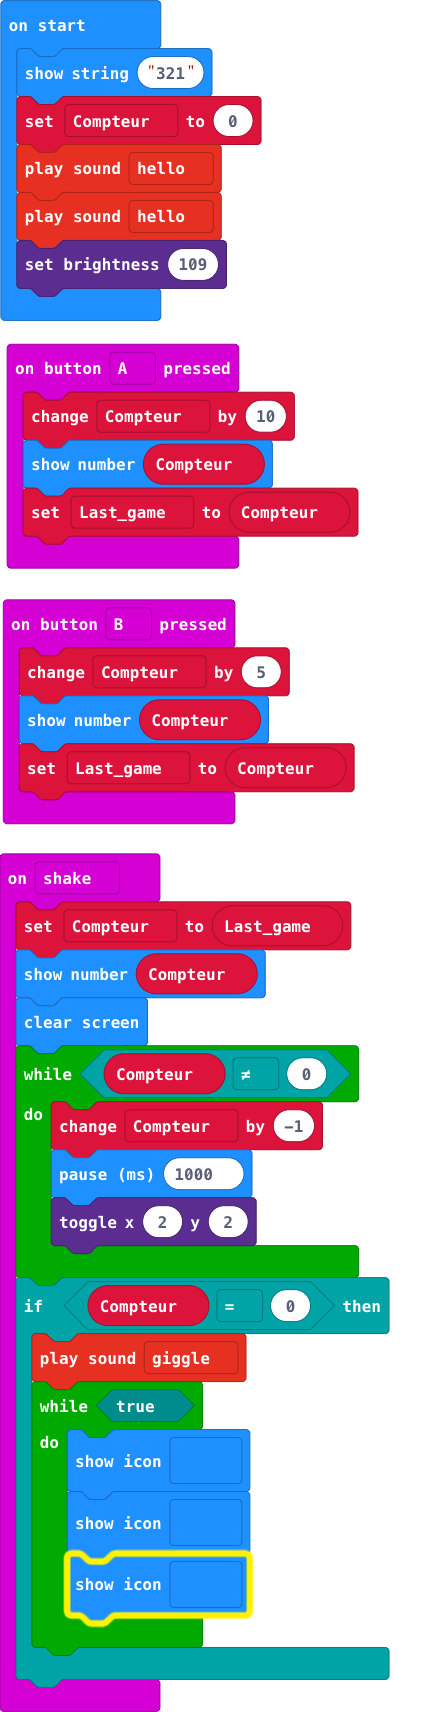 on start
show string "321"
set Compteur to 0
play sound hello
play sound hello
set brightness 109
on button A pressed
change Compteur by 10
show number Compteur
set Last_game to Compteur
on button B pressed
change Compteur by 5
show number Compteur
set Last_game to Compteur
on shake
set Compteur to Last_game
show number Compteur
clear screen
while Compteur ≠ 0
do
change Compteur by −1
pause (ms) 1000
toggle x 2 y 2
if Compteur = 0 then
play sound giggle
while true
do
show icon
show icon
show icon